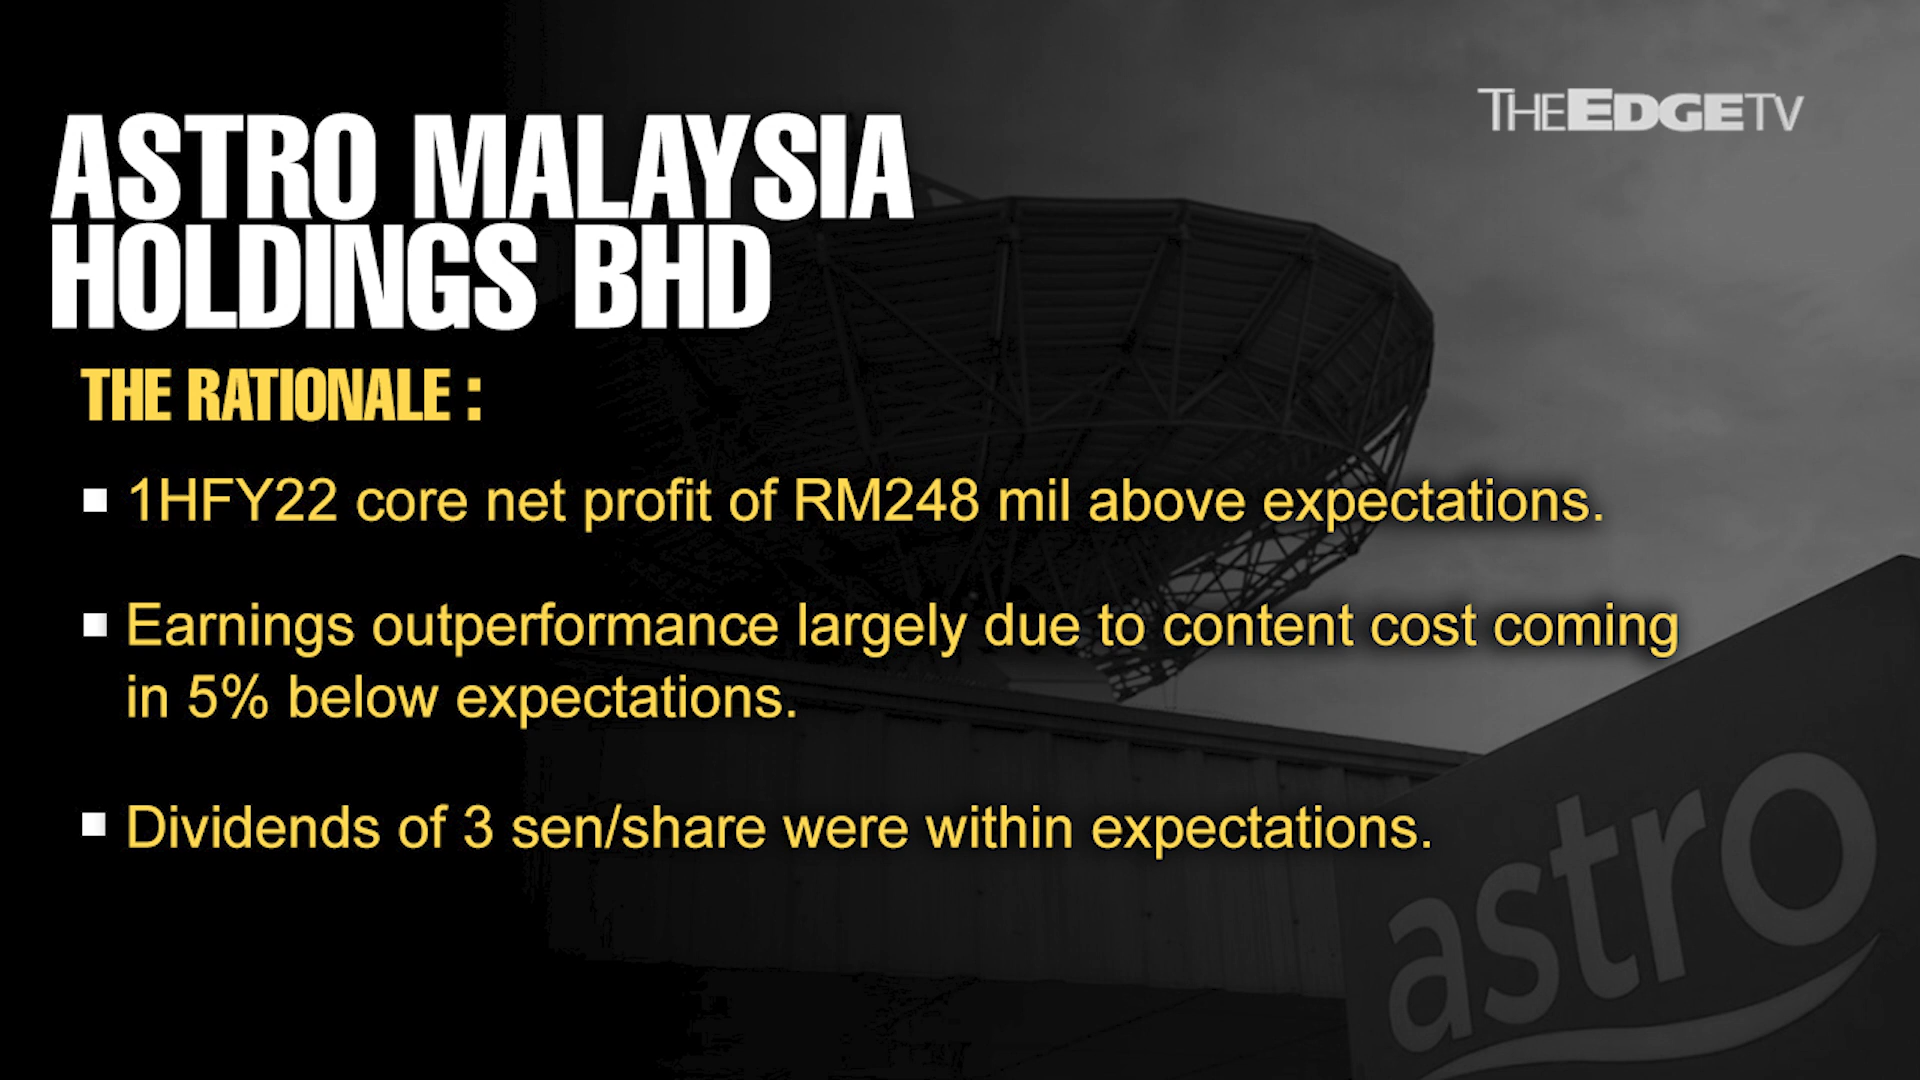 THEEDGETV
ASTRO MALAYSIA
HOLDINGS BHD
THE RATIONALE :
1HFY22 core net profit of RM248 mil above expectations.
Earnings outperformance largely due to content cost coming
in 5% below expectations.
Dividends of 3 sen/share were within expectations.
astro